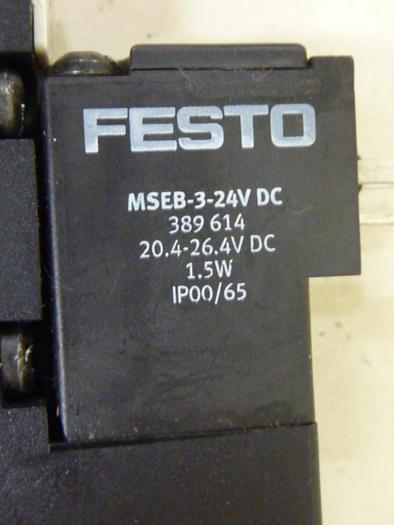 FESTO
MSEB-3-24V DC
389 614
20.4-26.4V DC
1.5W
IP00/65